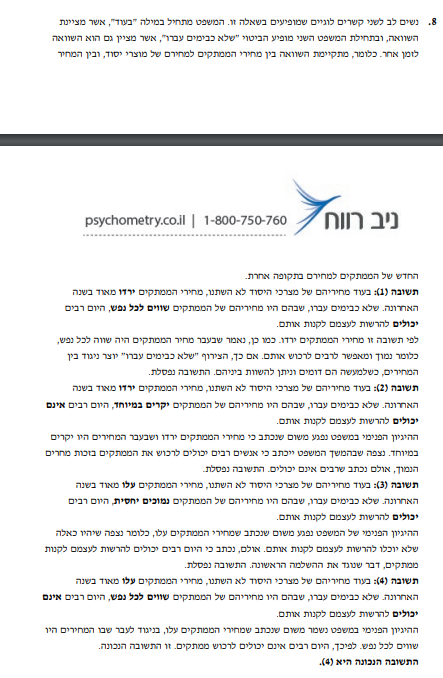 8. נשים לב לשני קשרים לוגיים שמופיעים בשאלה זו. המשפט מתחיל במילה "בעוד", אשר מציינת
השוואה, ובתחילת המשפט השני מופיע הביטוי "שלא כבימים עברו", אשר מציין גם הוא השוואה
לזמן אחר. כלומר, מתקיימת השוואה בין מחירי הממתקים למחירם של מוצרי יסוד, ובין המחיר
ניב רווח
psychometry.co.il | 1-800-750-760
החדש של הממתקים למחירם בתקופה אחרת.
תשובה (1): בעוד מחיריהם של מצרכי היסוד לא השתנו, מחירי הממתקים ירדו מאוד בשנה
האחרונה. שלא כבימים עברו, שבהם היו מחיריהם של הממתקים שווים לכל נפש, היום רבים
יכולים להרשות לעצמם לקנות אותם.
לפי תשובה זו מחירי הממתקים ירדו. כמו כן, נאמר שבעבר מחיר הממתקים היה שווה לכל נפש,
כלומר נמוך ומאפשר לרבים לרכוש אותם. אם כך, הצירוף "שלא כבימים עברו" יוצר ניגוד בין
המחירים, כשלמעשה הם דומים וניתן להשוות ביניהם. התשובה נפסלת.
תשובה (2): בעוד מחיריהם של מצרכי היסוד לא השתנו, מחירי הממתקים ירדו מאוד בשנה
האחרונה. שלא כבימים עברו, שבהם היו מחיריהם של הממתקים יקרים במיוחד, היום רבים אינם
יכולים להרשות לעצמם לקנות אותם.
ההיגיון הפנימי במשפט נפגע משום שנכתב כי מחירי הממתקים ירדו ושבעבר המחירים היו יקרים
במיוחד. נצפה שבהמשך המשפט ייכתב כי אנשים רבים יכולים לרכוש את הממתקים בזכות מחרים
הנמוך, אולם נכתב שרבים אינם יכולים. התשובה נפסלת.
תשובה (3): בעוד מחיריהם של מצרכי היסוד לא השתנו, מחירי הממתקים עלו מאוד בשנה
האחרונה. שלא כבימים עברו, שבהם היו מחיריהם של הממתקים נמוכים יחסית, היום רבים
יכולים להרשות לעצמם לקנות אותם.
ההיגיון הפנימי של המשפט נפגע משום שנכתב שמחירי הממתקים עלו, כלומר נצפה שיהיו כאלה
שלא יוכלו להרשות לעצמם לקנות אותם. אולם, נכתב כי היום רבים יכולים להרשות לעצמם לקנות
ממתקים, דבר שנוגד את ההשלמה הראשונה. התשובה נפסלת.
תשובה (4): בעוד מחיריהם של מצרכי היסוד לא השתנו, מחירי הממתקים עלו מאוד בשנה
האחרונה. שלא כבימים עברו, שבהם היו מחיריהם של הממתקים שווים לכל נפש, היום רבים אינם
יכולים להרשות לעצמם לקנות אותם.
ההיגיון הפנימי במשפט נשמר משום שנכתב שמחירי הממתקים עלו, בניגוד לעבר שבו המחירים היו
שווים לכל נפש. לפיכך, היום רבים אינם יכולים לרכוש ממתקים. זו התשובה הנכונה.
התשובה הנכונה היא (4).